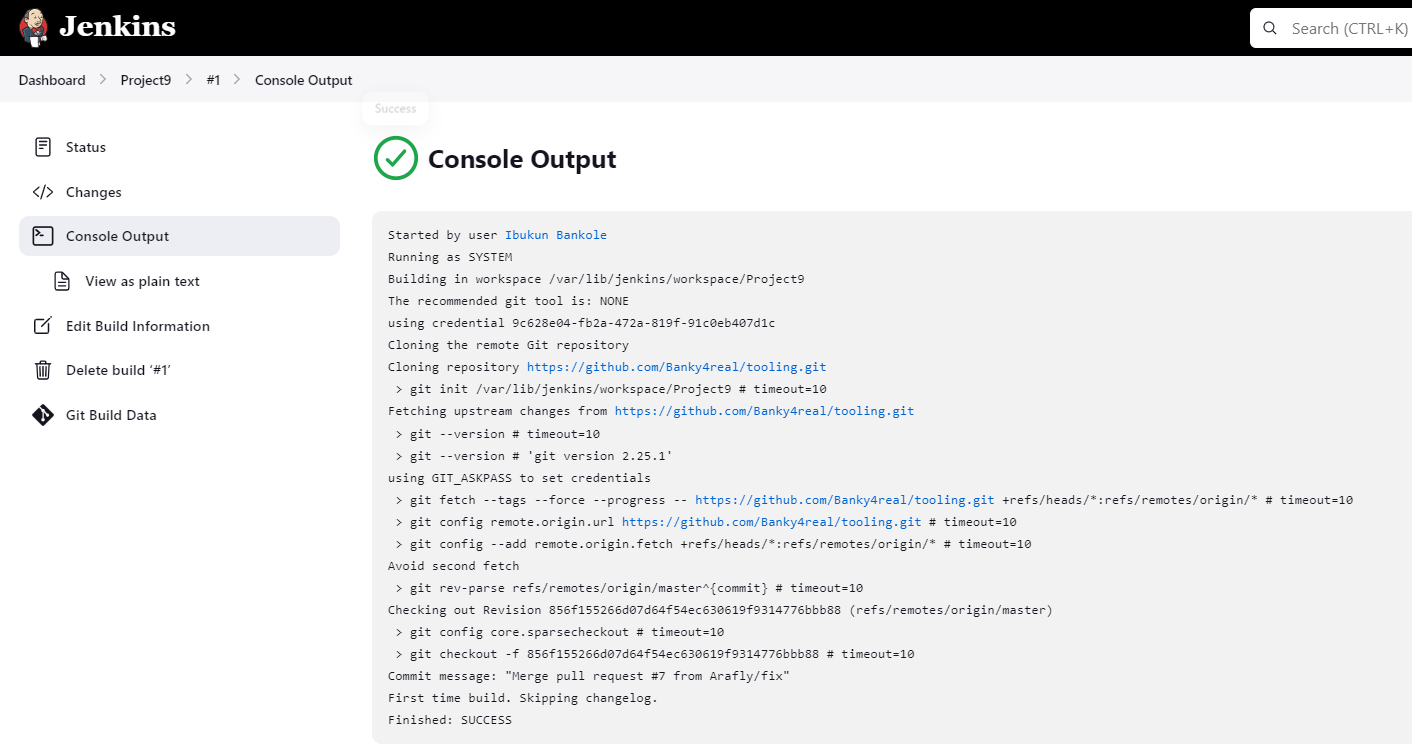 Jenkins
Search (CTRL+K)
Dashboard > Project9 > #1 > Console Output
Success
Status
Changes
Console Output
View as plain text
Edit Build Information
Delete build ‘#1’
Git Build Data
Console Output
Started by user Ibukun Bankole
Running as SYSTEM
Building in workspace /var/lib/jenkins/workspace/Project9
The recommended git tool is: NONE
using credential 9c628e04-fb2a-472a-819f-91c0eb407d1c
Cloning the remote Git repository
Cloning repository https://github.com/Banky4real/tooling.git
 > git init /var/lib/jenkins/workspace/Project9 # timeout=10
Fetching upstream changes from https://github.com/Banky4real/tooling.git
 > git --version # timeout=10
 > git --version # 'git version 2.25.1'
using GIT_ASKPASS to set credentials
 > git fetch --tags --force --progress -- https://github.com/Banky4real/tooling.git +refs/heads/*:refs/remotes/origin/* # timeout=10
 > git config remote.origin.url https://github.com/Banky4real/tooling.git # timeout=10
 > git config --add remote.origin.fetch +refs/heads/*:refs/remotes/origin/* # timeout=10
Avoid second fetch
 > git rev-parse refs/remotes/origin/master^{commit} # timeout=10
Checking out Revision 856f155266d07d64f54ec630619f9314776bbb88 (refs/remotes/origin/master)
 > git config core.sparsecheckout # timeout=10
 > git checkout -f 856f155266d07d64f54ec630619f9314776bbb88 # timeout=10
Commit message: "Merge pull request #7 from Arafly/fix"
First time build. Skipping changelog.
Finished: SUCCESS